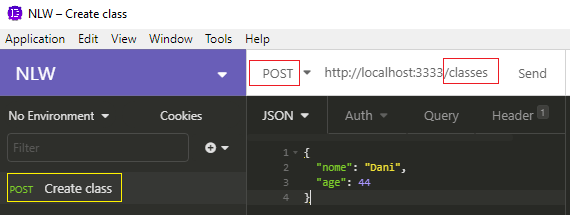 NLW – Create class
Application Edit View Window Tools Help
NLW
POST http://localhost:3333/classes Send
No Environment Cookies
JSON Auth Query Header 1
Filter
1 {
2 "nome": "Dani",
3 "age": 44
4 }
POST Create class